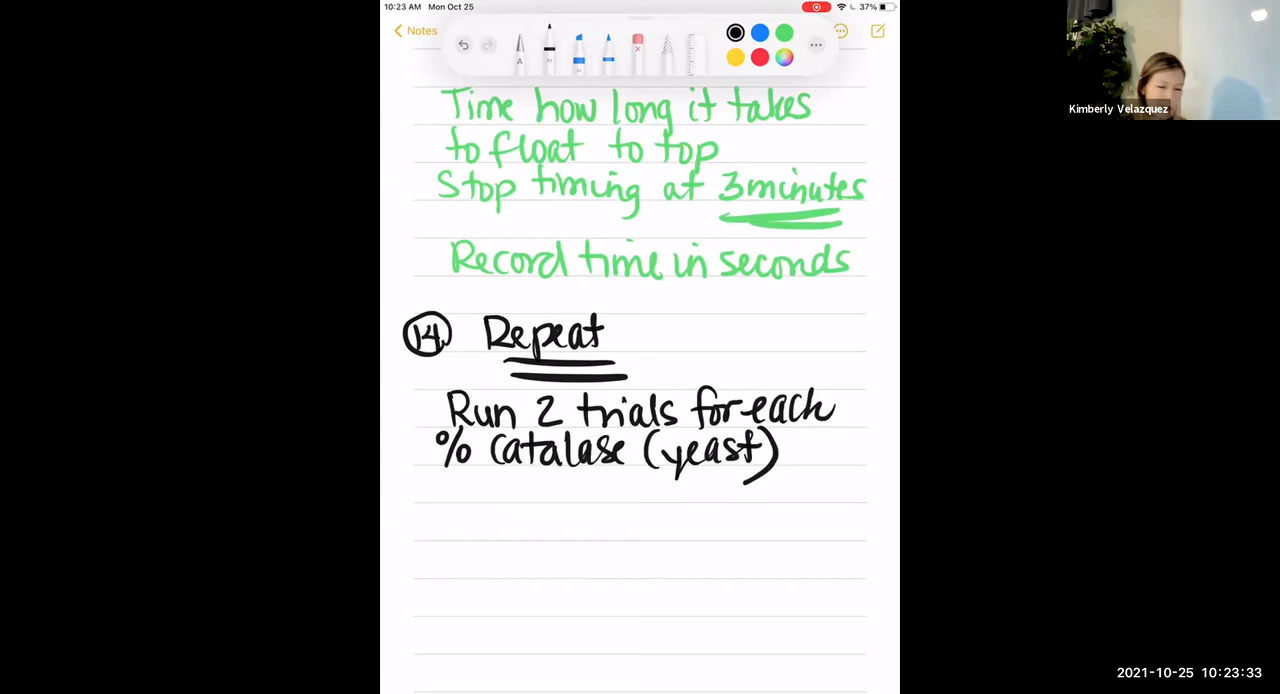 10:23 AM Mon Oct 25
37%
Notes
Time how long it takes
to float to top
Stop timing at 3 minutes
Record time in seconds
14 Repeat
Run 2 trials for each
% catalase (yeast)
Kimberly Velazquez
2021-10-25 10:23:33